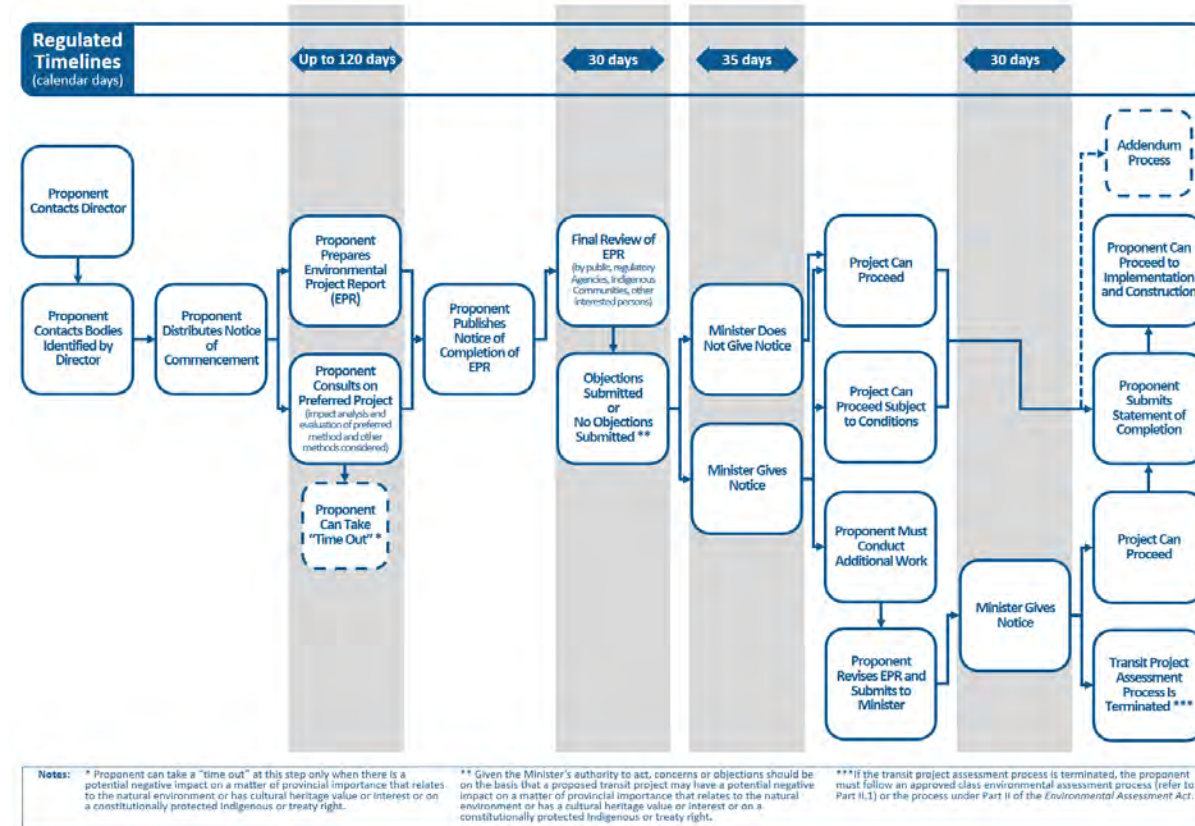 Regulated
Timelines
(calendar days)
Up to 120 days
30 days
35 days
30 days
Proponent
Contacts Director
Proponent
Contacts Bodies
Identified by
Director
Proponent
Distributes Notice
of
Commencement
Proponent
Prepares
Environmental
Project Report
(EPR)
Proponent
Consults on
Preferred Project
(impact analysis and
evaluation of preferred
method and other
methods considered)
Proponent
Can Take
"Time Out" *
Proponent
Publishes
Notice of
Completion of
EPR
Final Review of
EPR
(by public, regulatory
Agencies, Indigenous
Communities, other
interested persons)
Objections
Submitted
or
No Objections
Submitted **
Minister Does
Not Give Notice
Minister Gives
Notice
Project Can
Proceed
Project Can
Proceed Subject
to Conditions
Proponent Must
Conduct
Additional Work
Proponent
Revises EPR and
Submits to
Minister
Minister Gives
Notice
Addendum
Process
Proponent Can
Proceed to
Implementation
and Construction
Proponent
Submits
Statement of
Completion
Project Can
Proceed
Transit Project
Assessment
Process Is
Terminated ***
Notes: * Proponent can take a "time out" at this step only when there is a
potential negative impact on a matter of provincial importance that relates
to the natural environment or has cultural heritage value or interest or on
a constitutionally protected Indigenous or treaty right.
** Given the Minister's authority to act, concerns or objections should be
on the basis that a proposed transit project may have a potential negative
impact on a matter of provincial importance that relates to the natural
environment or has a cultural heritage value or interest or on a
constitutionally protected Indigenous or treaty right.
***If the transit project assessment process is terminated, the proponent
must follow an approved class environmental assessment process (refer to
Part II.1) or the process under Part II of the Environmental Assessment Act.